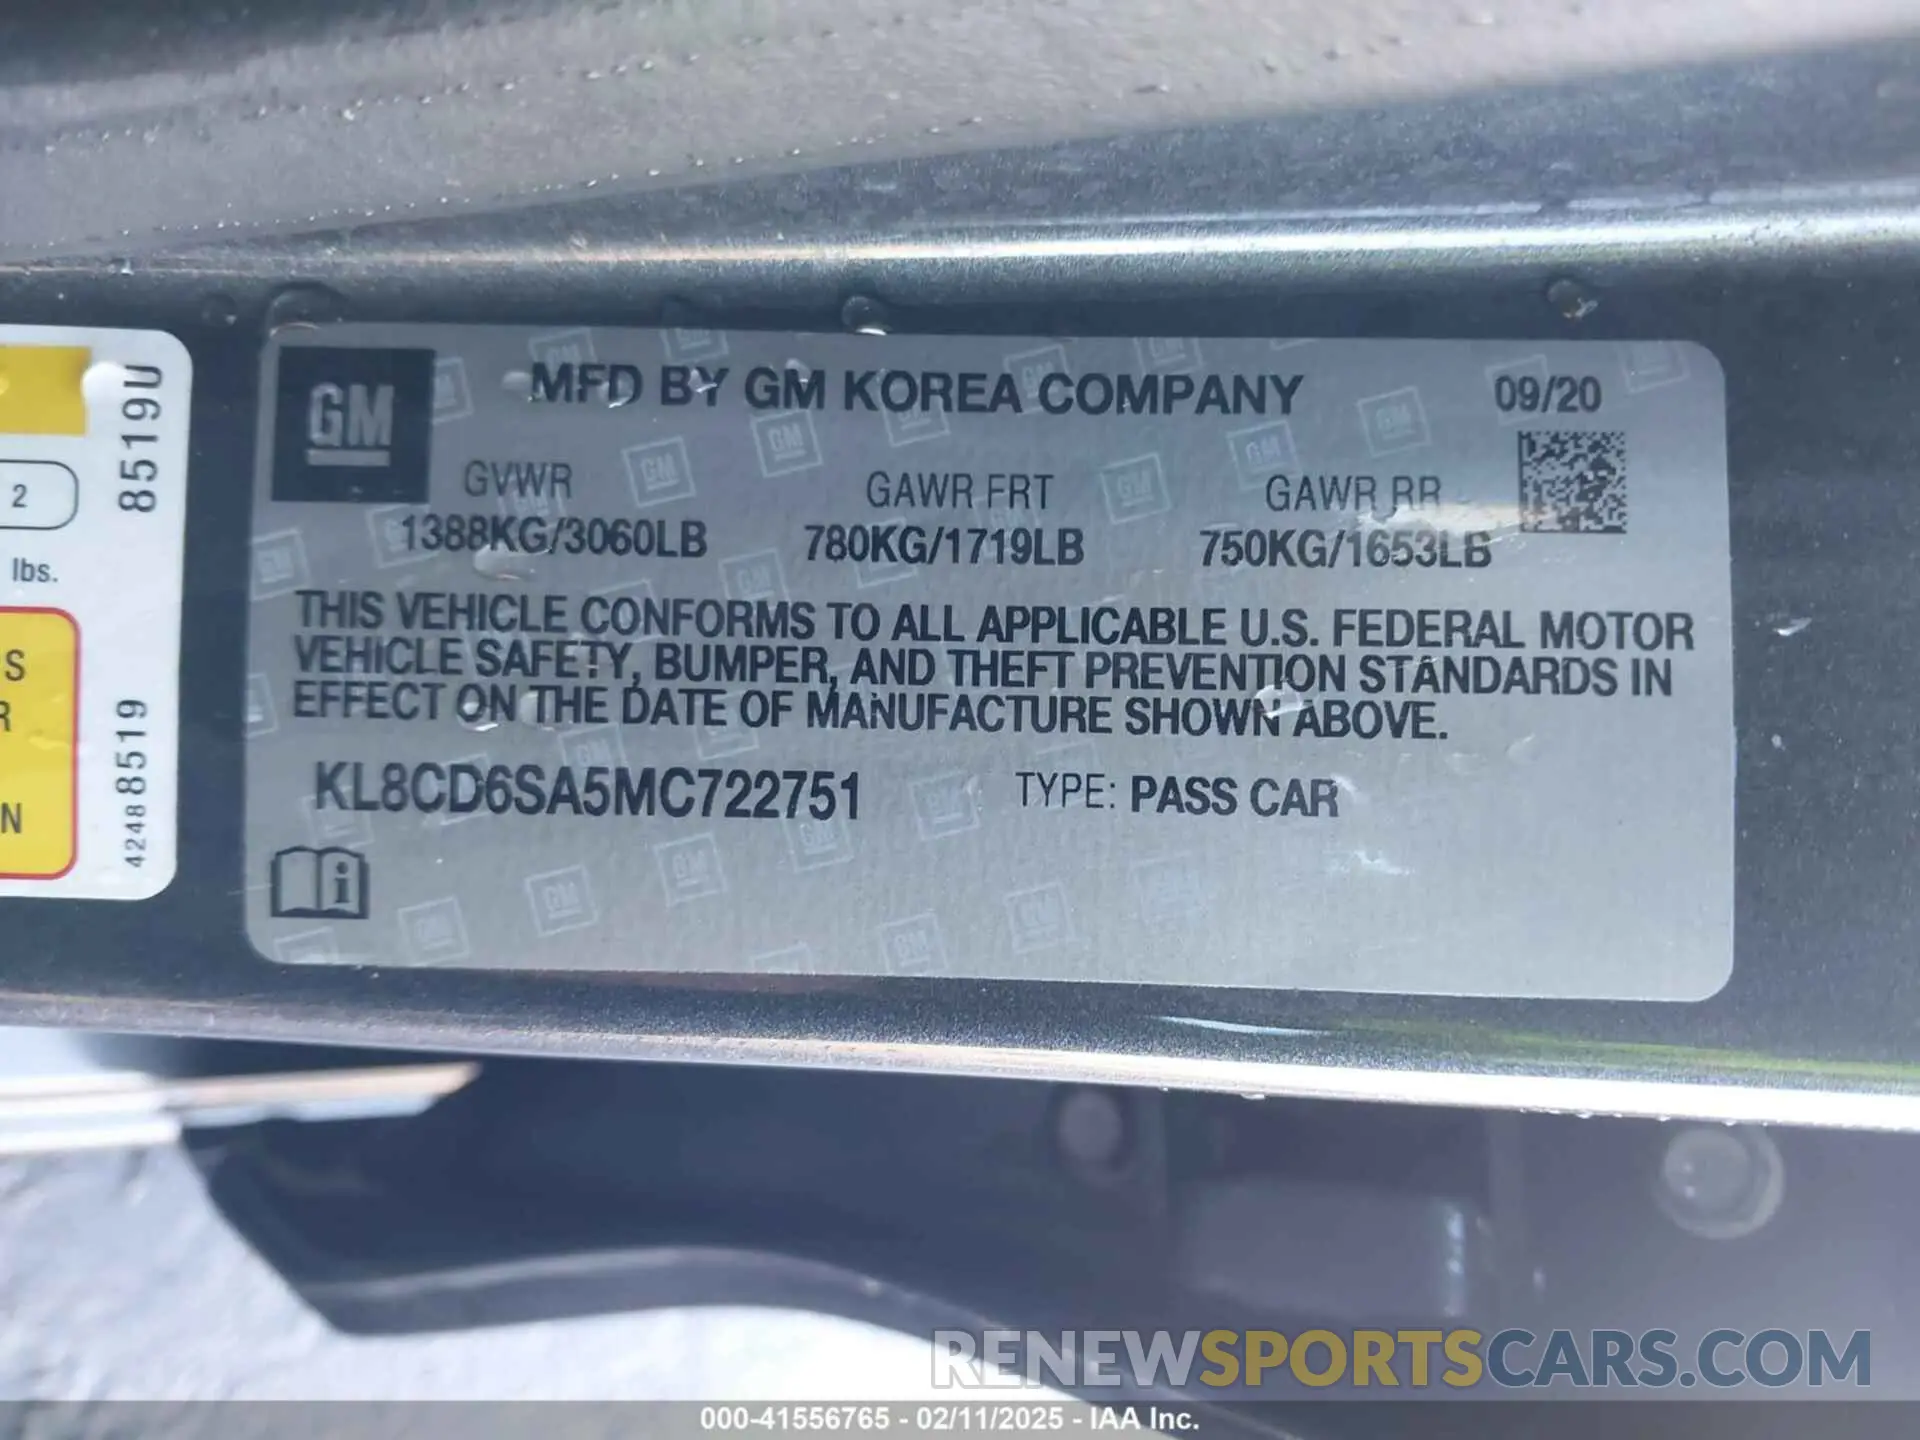 8519U
2
lbs.
S
R
N
42488519
GM
MFD BY GM KOREA COMPANY 09/20
GVWR GAWR FRT GAWR RR
1388KG/3060LB 780KG/1719LB 750KG/1653LB
THIS VEHICLE CONFORMS TO ALL APPLICABLE U.S. FEDERAL MOTOR
VEHICLE SAFETY, BUMPER, AND THEFT PREVENTION STANDARDS IN
EFFECT ON THE DATE OF MANUFACTURE SHOWN ABOVE.
KL8CD6SA5MC722751 TYPE: PASS CAR
i
RENEWSPORTSCARS.COM
000-41556765 - 02/11/2025 - IAA Inc.